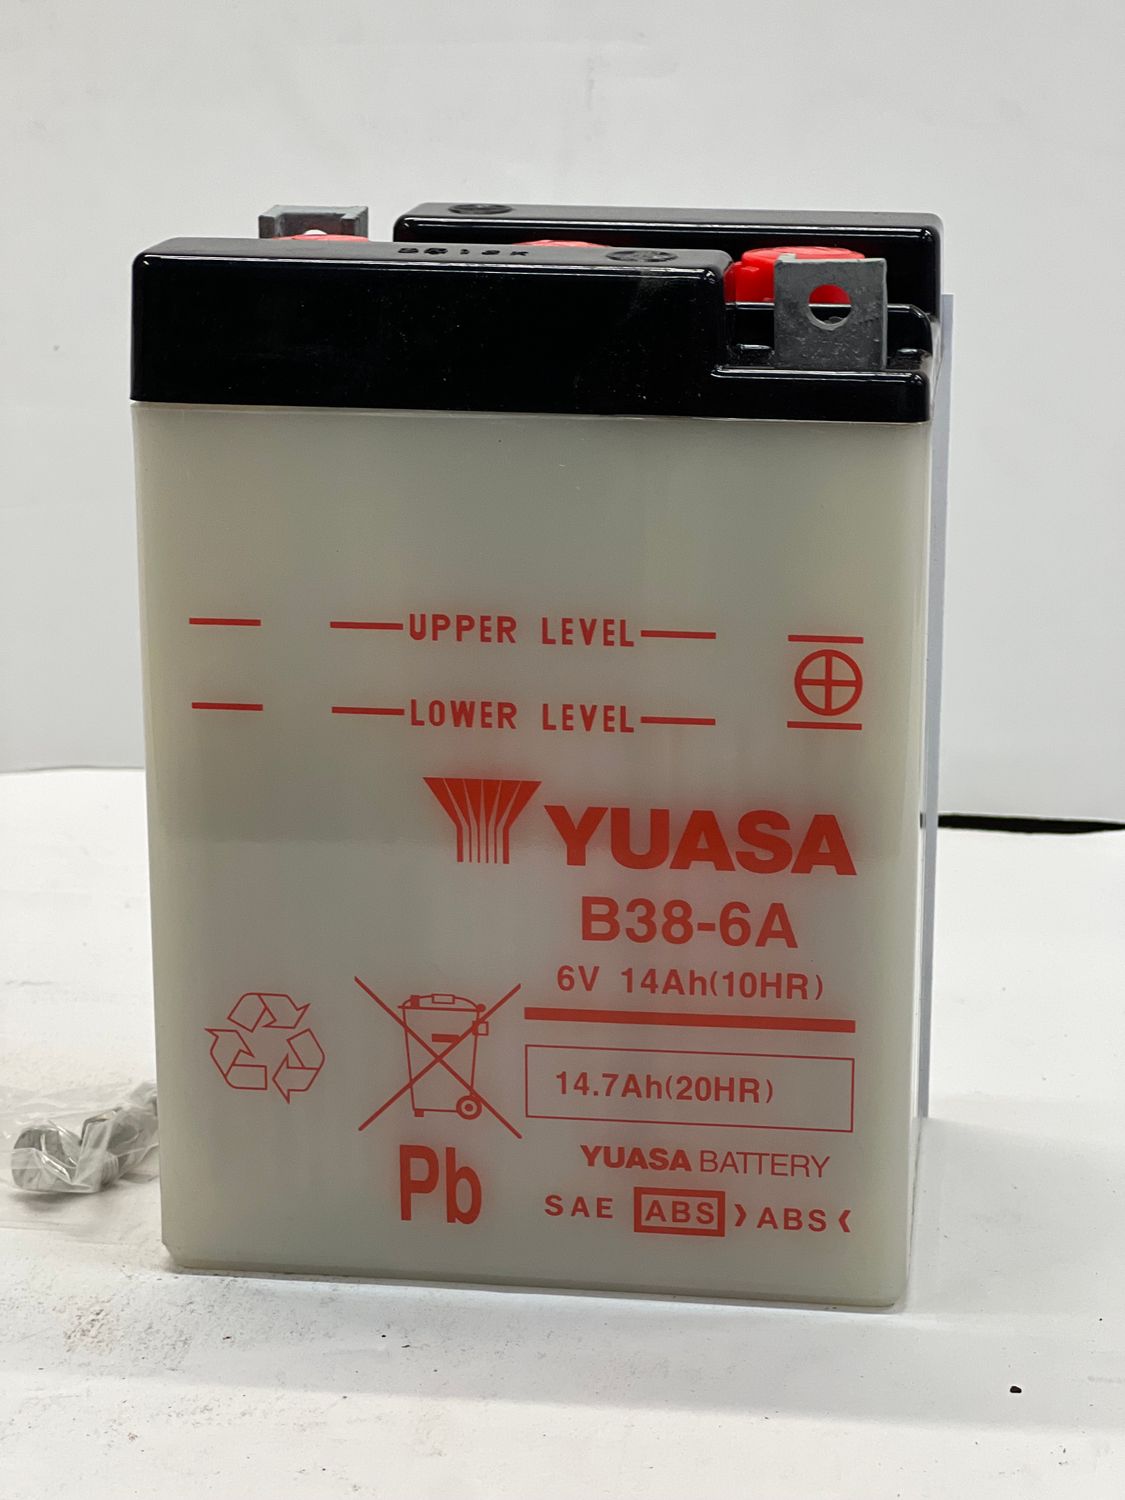 UPPER LEVEL
LOWER LEVEL
YUASA
B38-6A
6V 14Ah(10HR)
14.7Ah(20HR)
Pb
YUASA BATTERY
SAE ABS >ABS<